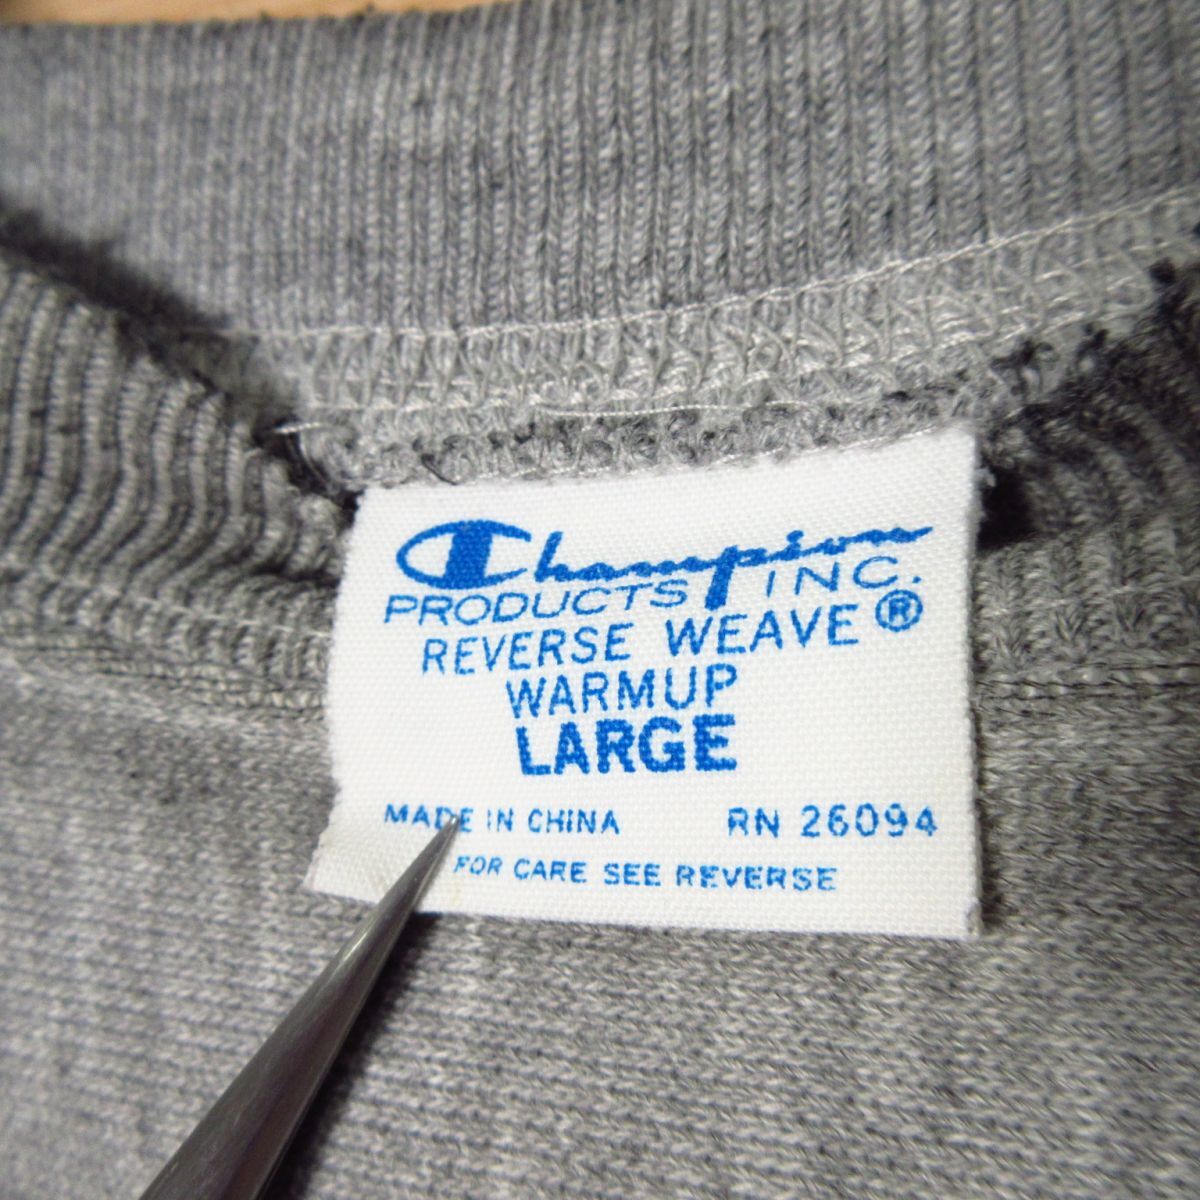 Champion
PRODUCTS INC.
REVERSE WEAVE®
WARMUP
LARGE
MADE IN CHINA RN 26094
FOR CARE SEE REVERSE